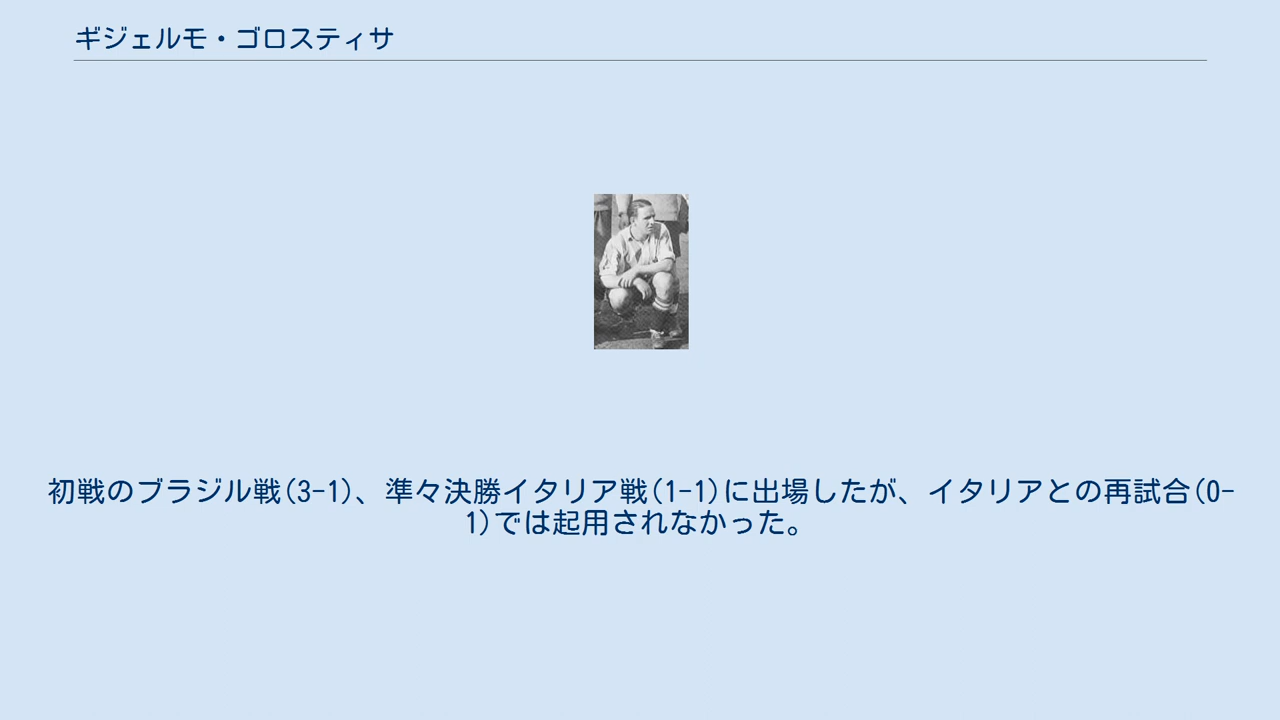 ギジェルモ・ゴロスティサ
初戦のブラジル戦(3-1)、準々決勝イタリア戦(1-1)に出場したが、イタリアとの再試合(0-
1)では起用されなかった。